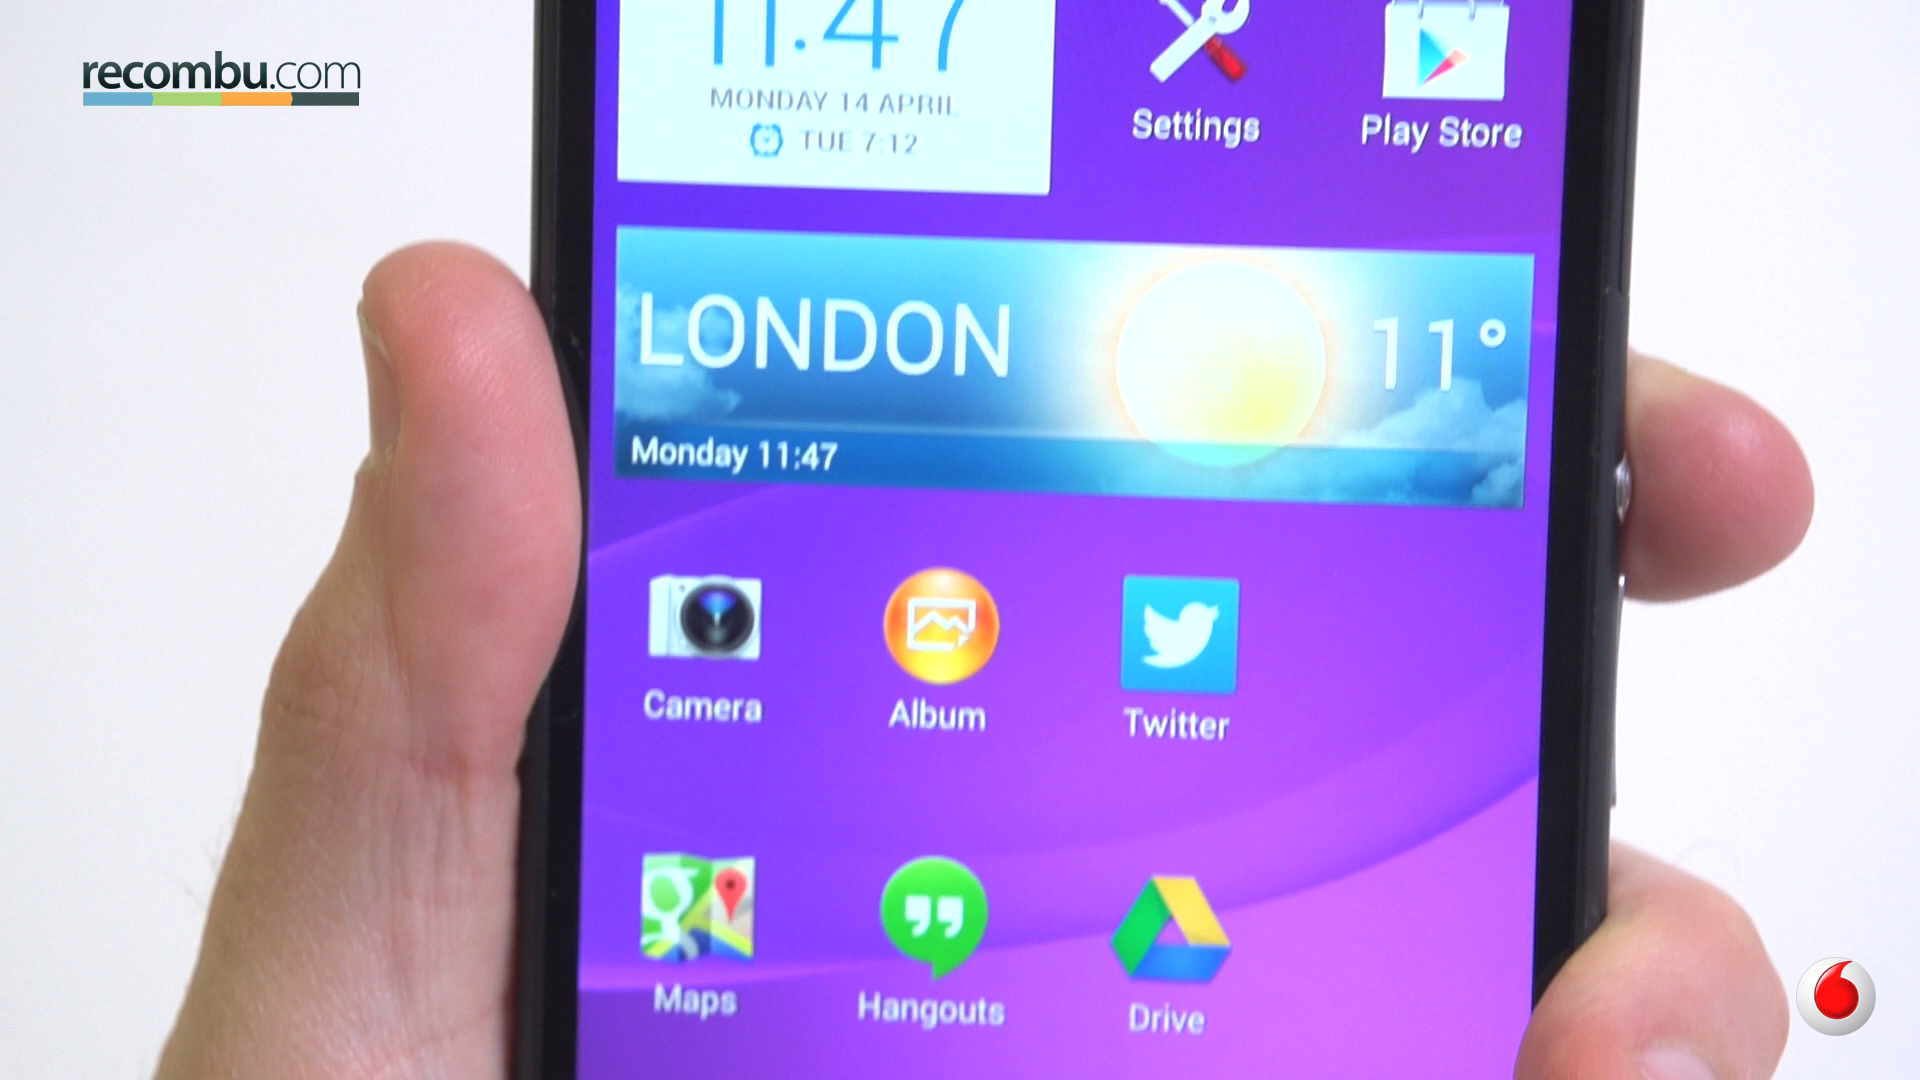 recombu.com
11.47
MONDAY 14 APRIL
TUE 7:12
Settings
Play Store
LONDON
11°
Monday 11:47
Camera
Album
Twitter
Maps
Hangouts
Drive